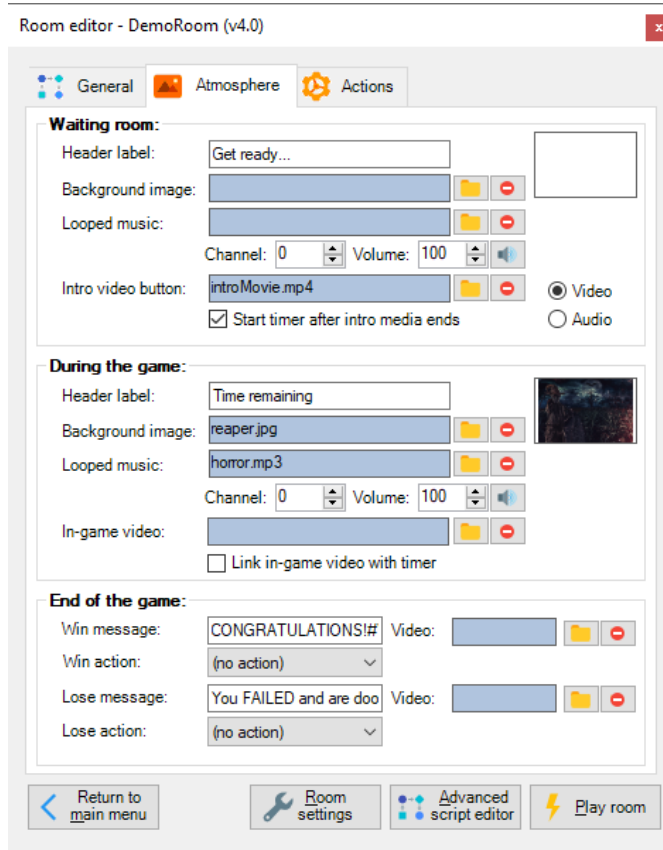 Room editor - DemoRoom (v4.0)
x
General Atmosphere Actions
Waiting room:
Header label: Get ready...
Background image:
Looped music:
Channel: 0 Volume: 100
Intro video button: introMovie.mp4 Video
Start timer after intro media ends Audio
During the game:
Header label: Time remaining
Background image: reaper.jpg
Looped music: horror.mp3
Channel: 0 Volume: 100
In-game video:
Link in-game video with timer
End of the game:
Win message: CONGRATULATIONS!# Video:
Win action: (no action)
Lose message: You FAILED and are doo Video:
Lose action: (no action)
Return to
main menu
Room
settings
Advanced
script editor
Play room